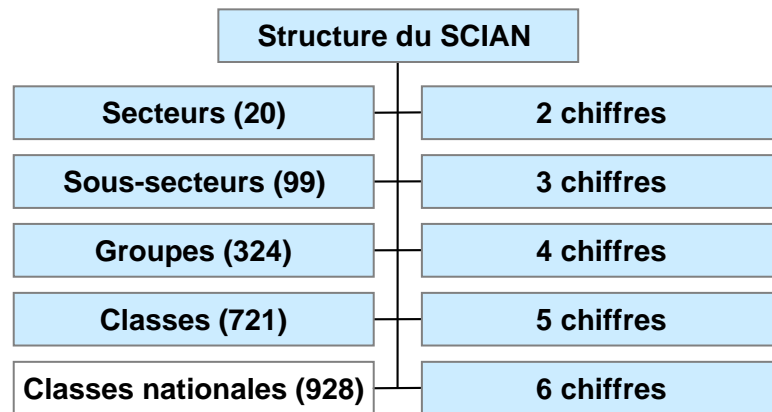 Structure du SCIAN
Secteurs (20)
2 chiffres
Sous-secteurs (99)
3 chiffres
Groupes (324)
4 chiffres
Classes (721)
5 chiffres
Classes nationales (928)
6 chiffres